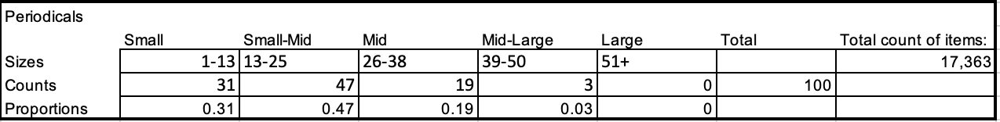 Periodicals
Small Small-Mid Mid Mid-Large Large Total Total count of items:
Sizes 1-13 13-25 26-38 39-50 51+ 17,363
Counts 31 47 19 3 0 100
Proportions 0.31 0.47 0.19 0.03 0